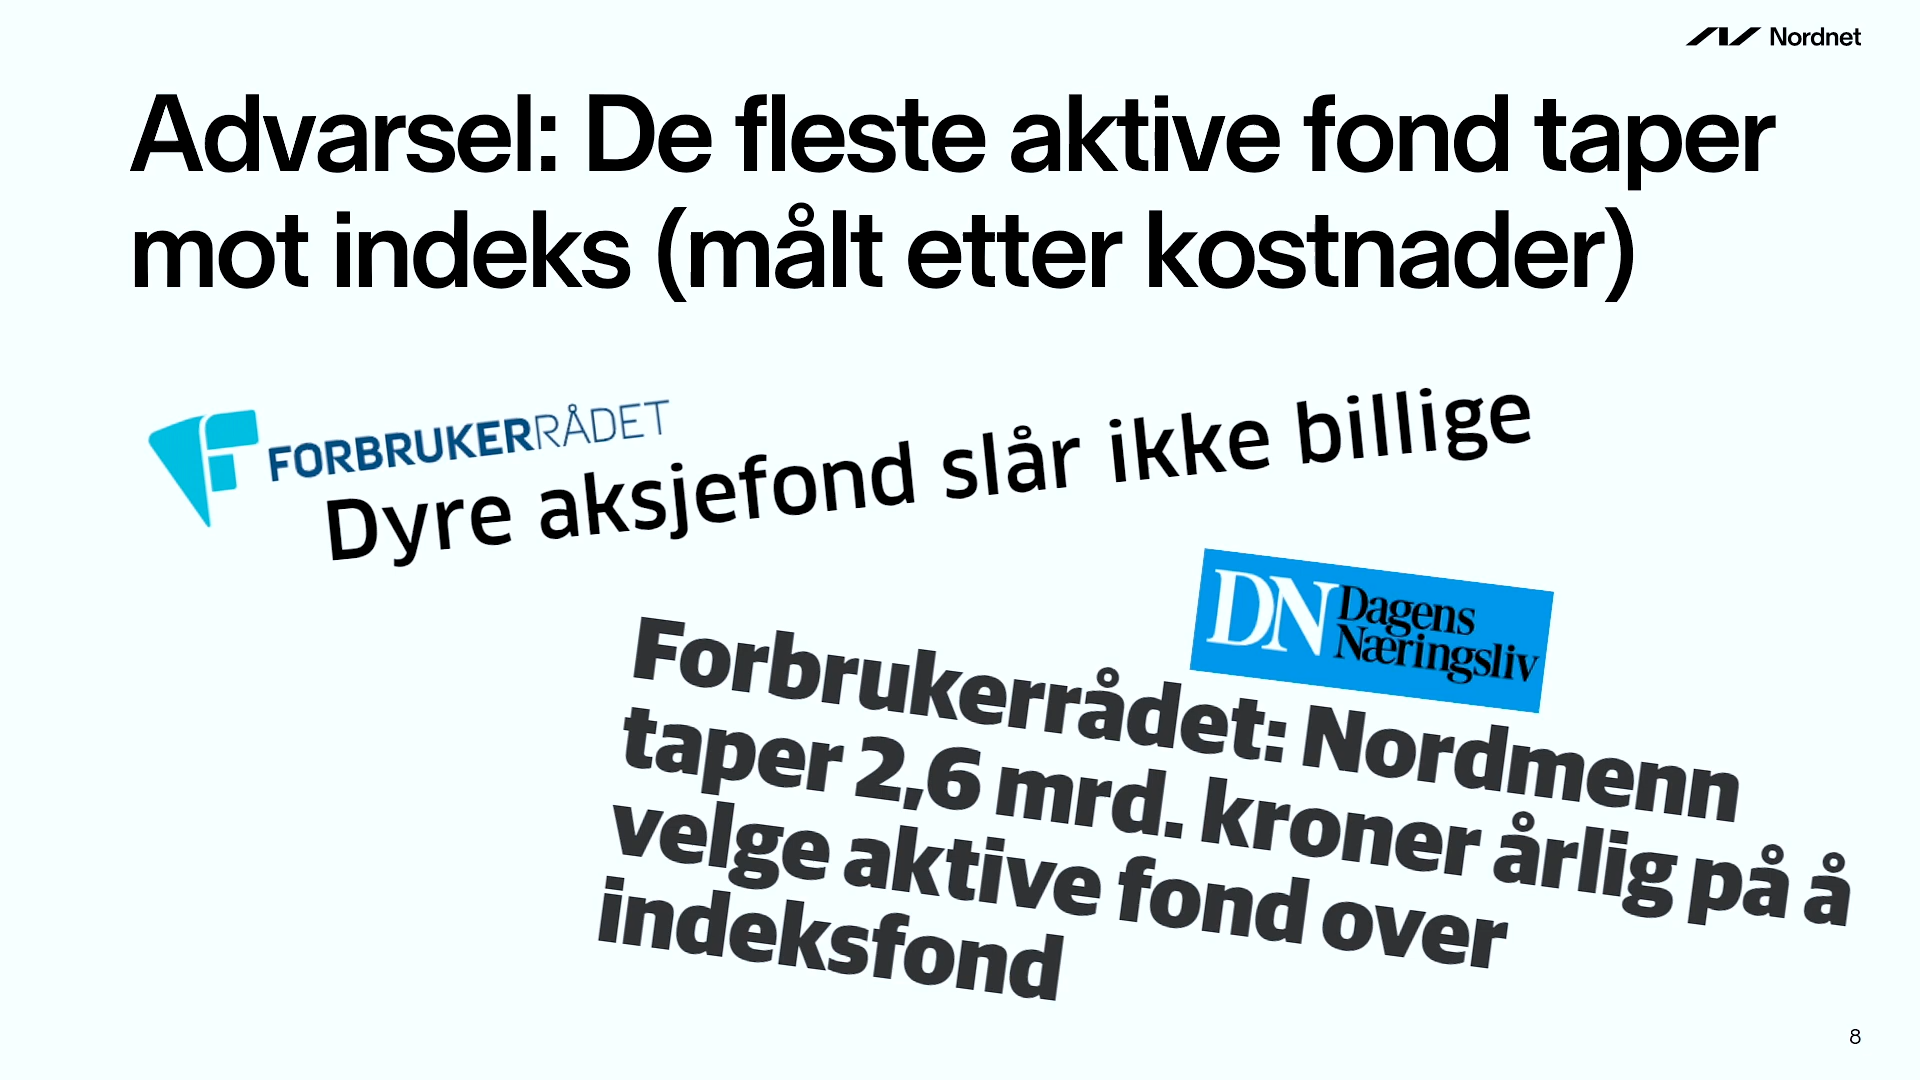 Nordnet
Advarsel: De fleste aktive fond taper
mot indeks (målt etter kostnader)
FORBRUKERRÅDET
Dyre aksjefond slår ikke billige
DN Dagens
Næringsliv
Forbrukerrådet: Nordmenn
taper 2,6 mrd. kroner årlig på å
velge aktive fond over
indeksfond
8